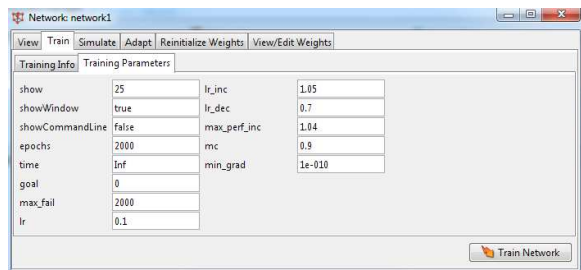 Network: network1
View Train Simulate Adapt Reinitialize Weights View/Edit Weights
Training Info Training Parameters
show 25 lr_inc 1.05
showWindow true lr_dec 0.7
showCommandLine false max_perf_inc 1.04
epochs 2000 mc 0.9
time Inf min_grad 1e-010
goal 0
max_fail 2000
lr 0.1
Train Network